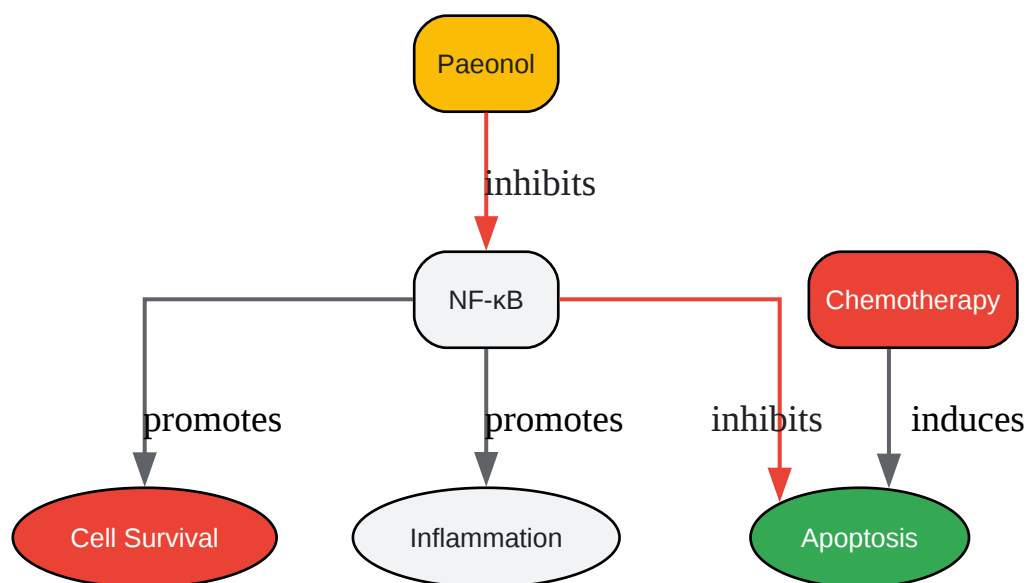 Paeonol
inhibits
NF-κB
Chemotherapy
promotes
promotes
inhibits
induces
Cell Survival
Inflammation
Apoptosis